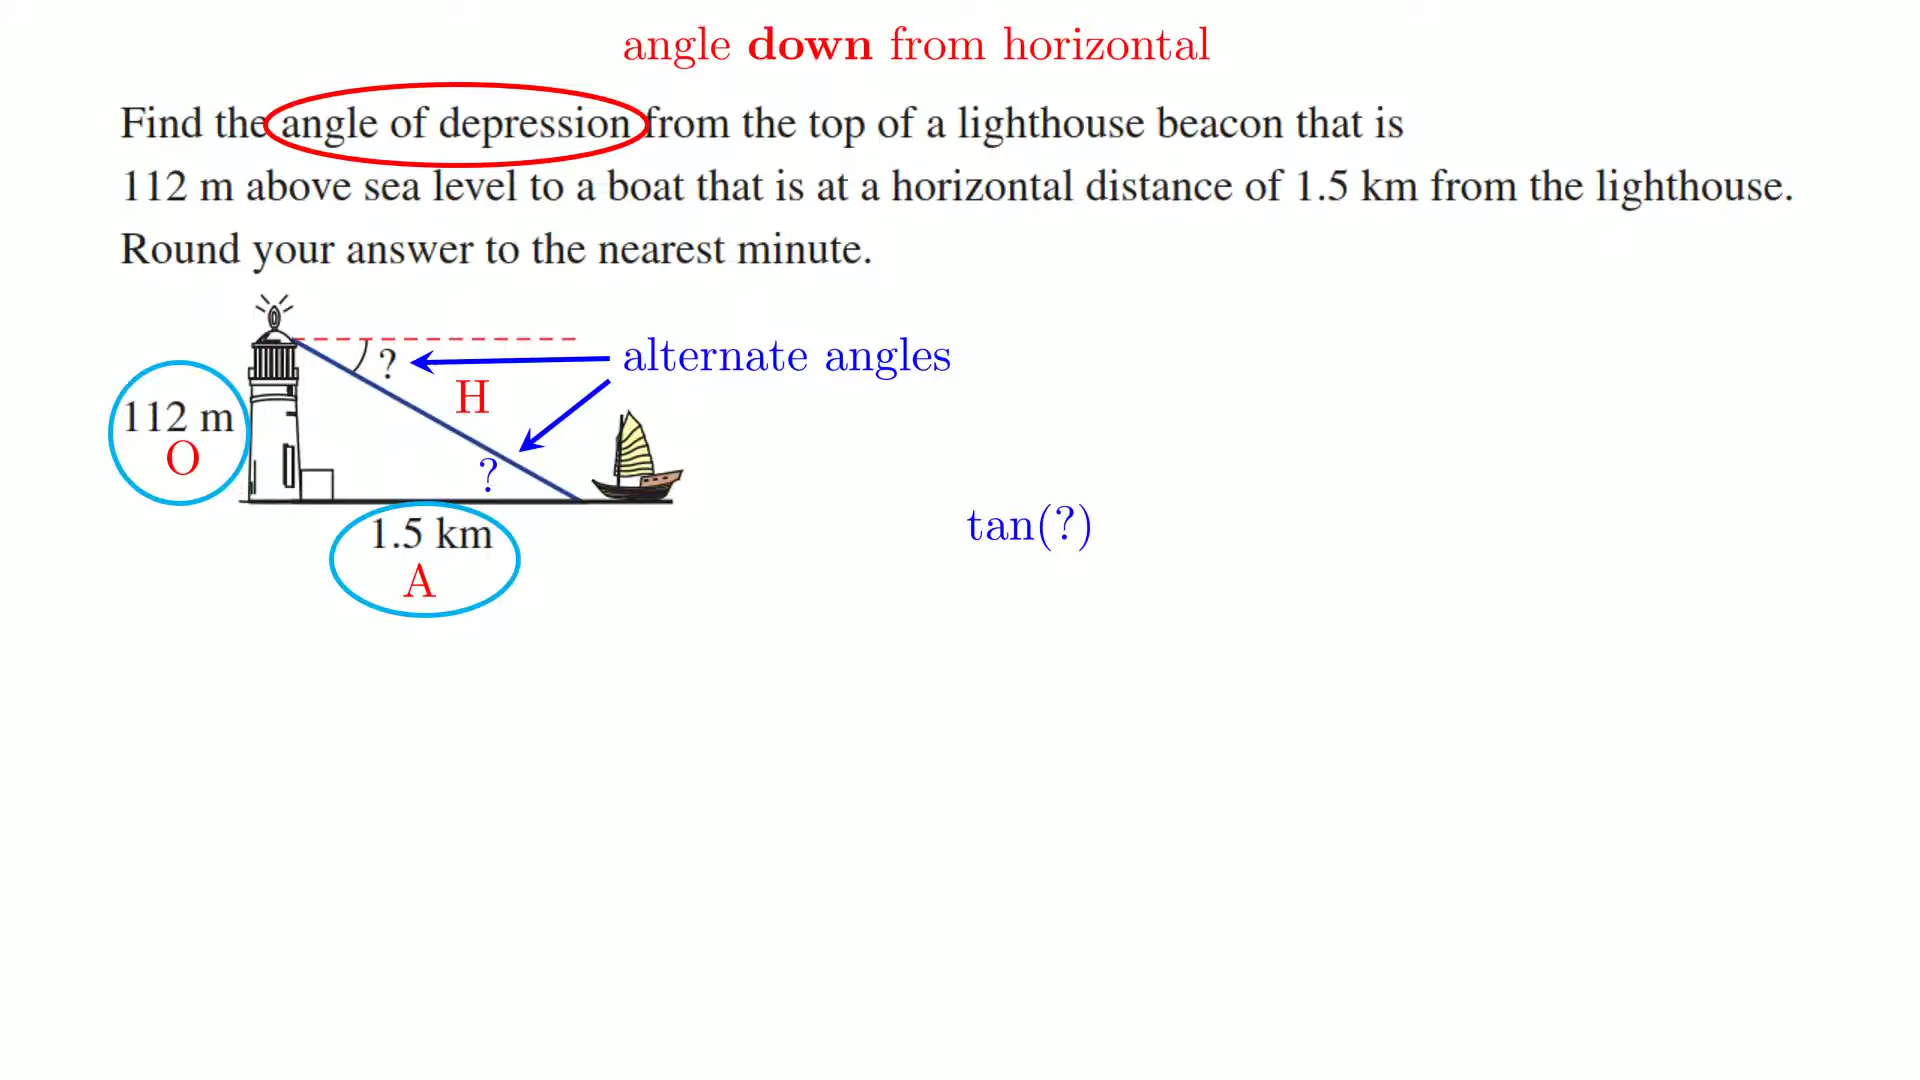 angle down from horizontal
Find the angle of depression from the top of a lighthouse beacon that is
112 m above sea level to a boat that is at a horizontal distance of 1.5 km from the lighthouse.
Round your answer to the nearest minute.
? alternate angles
H
112 m
O
?
1.5 km
A
tan(?)